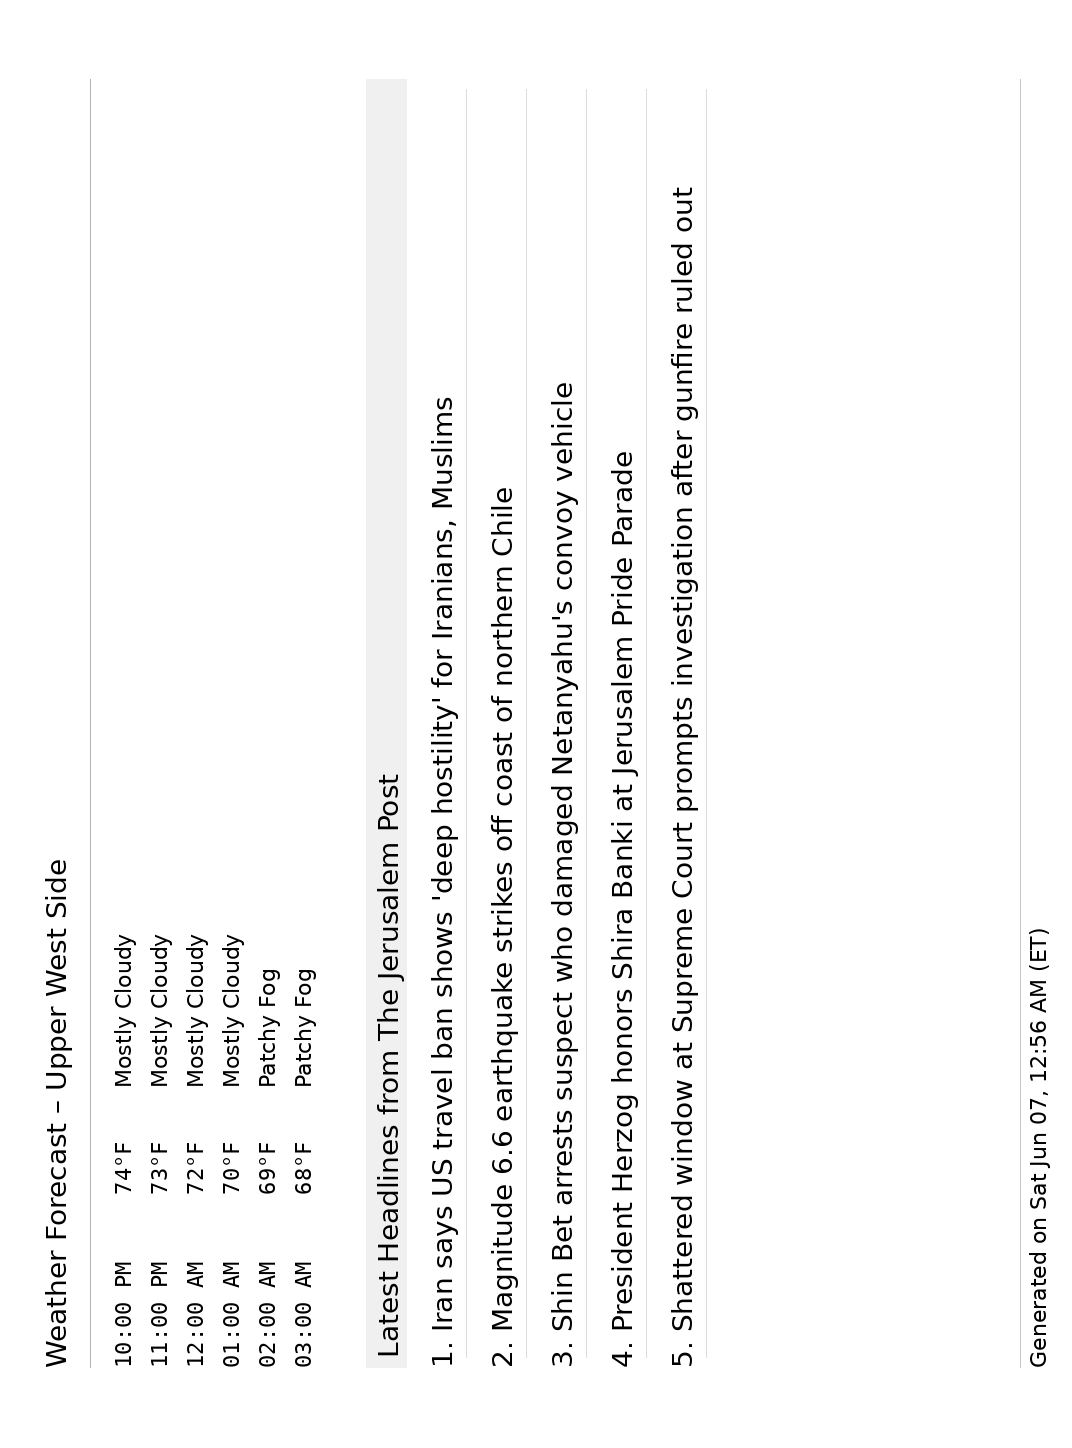 Weather Forecast – Upper West Side
10:00 PM 74°F Mostly Cloudy
11:00 PM 73°F Mostly Cloudy
12:00 AM 72°F Mostly Cloudy
01:00 AM 70°F Mostly Cloudy
02:00 AM 69°F Patchy Fog
03:00 AM 68°F Patchy Fog
Latest Headlines from The Jerusalem Post
1. Iran says US travel ban shows 'deep hostility' for Iranians, Muslims
2. Magnitude 6.6 earthquake strikes off coast of northern Chile
3. Shin Bet arrests suspect who damaged Netanyahu's convoy vehicle
4. President Herzog honors Shira Banki at Jerusalem Pride Parade
5. Shattered window at Supreme Court prompts investigation after gunfire ruled out
Generated on Sat Jun 07, 12:56 AM (ET)